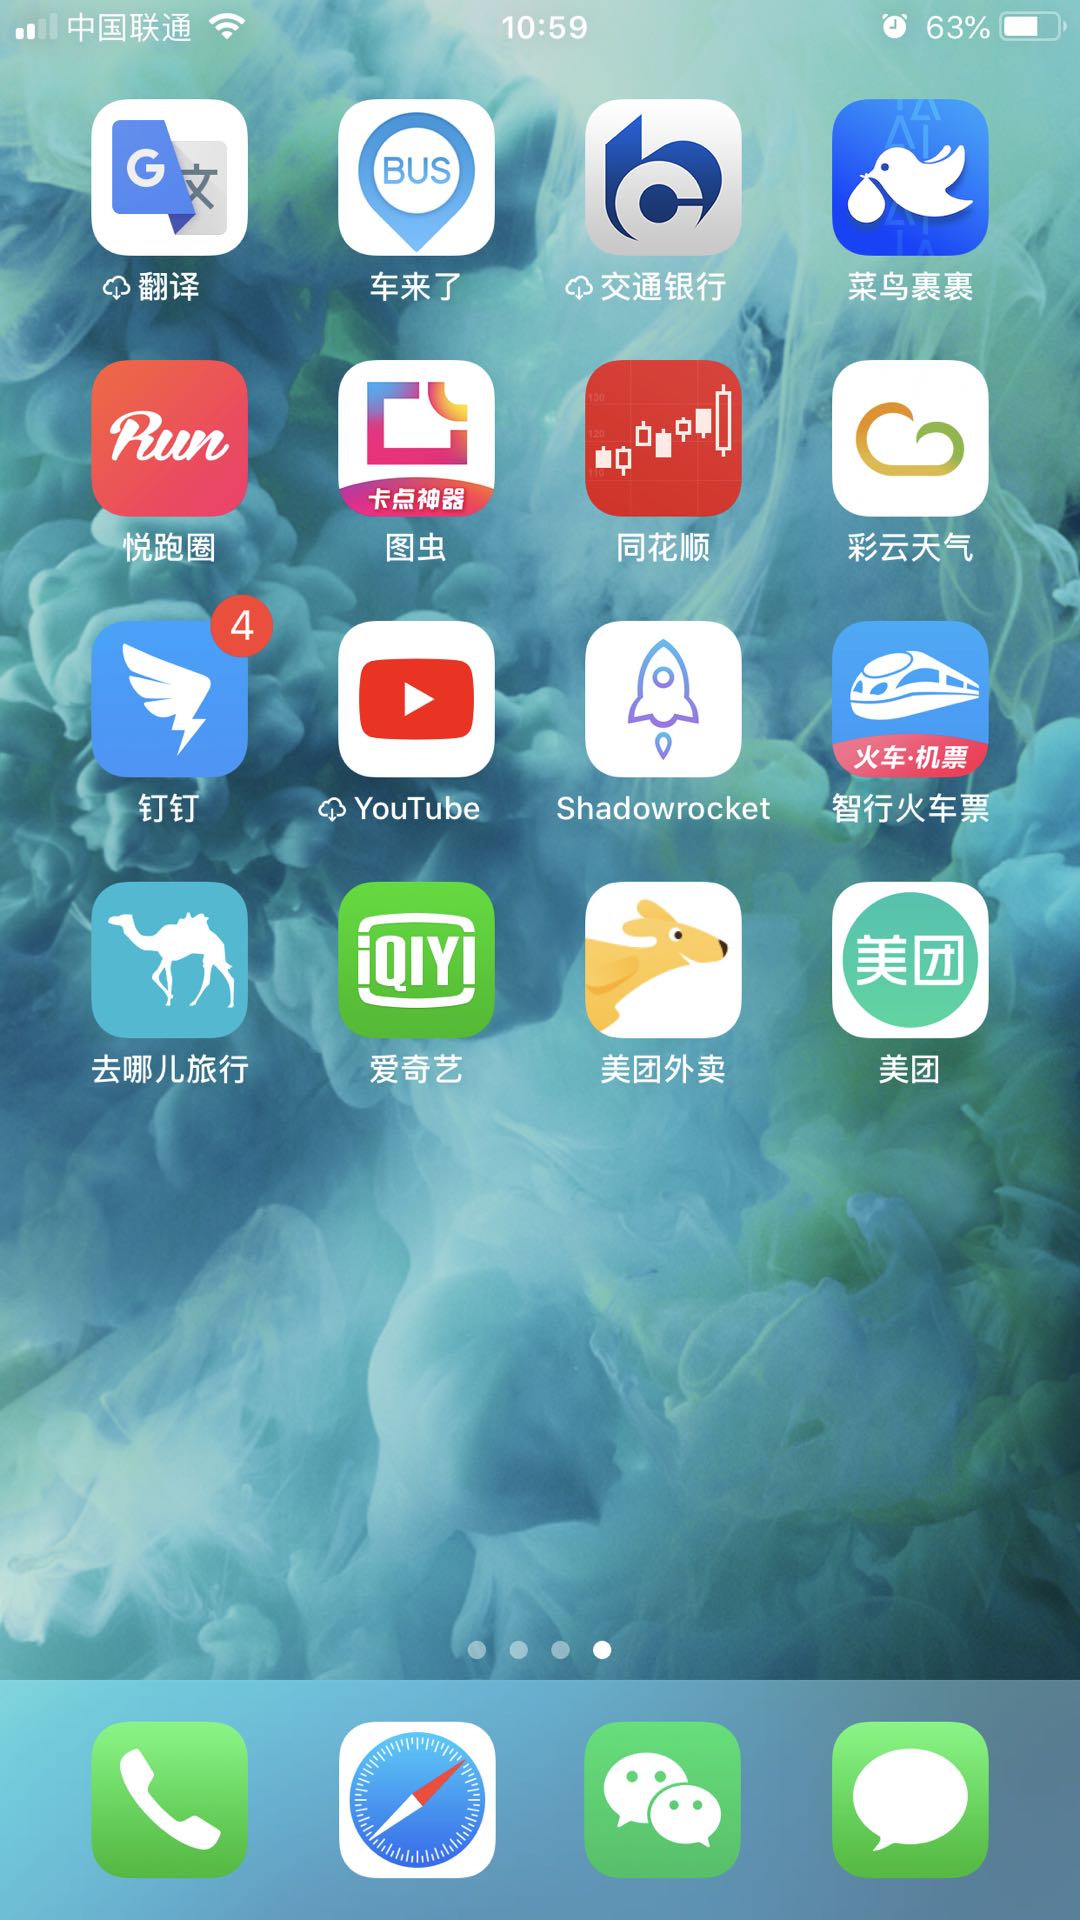 中国联通 10:59 63%
G 文 BUS
翻译 车来了 交通银行 菜鸟裹裹
Run 卡点神器 130 120 110
悦跑圈 图虫 同花顺 彩云天气
4
火车·机票
钉钉 YouTube Shadowrocket 智行火车票
iQIYI 美团
去哪儿旅行 爱奇艺 美团外卖 美团